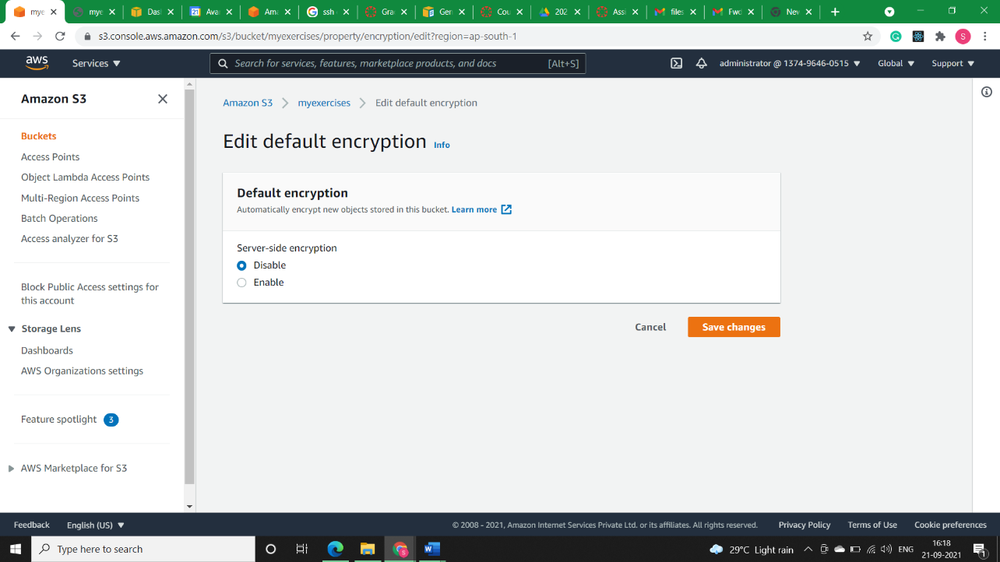 mye
mye
Dash
21
Ava
Ama
ssh
Gra
Gen
Cou
202
Assi
files
Fwd
Nev
s3.console.aws.amazon.com/s3/bucket/myexercises/property/encryption/edit?region=ap-south-1
S
aws
Services
Search for services, features, marketplace products, and docs
[Alt+S]
administrator @ 1374-9646-0515
Global
Support
Amazon S3
Buckets
Access Points
Object Lambda Access Points
Multi-Region Access Points
Batch Operations
Access analyzer for S3
Block Public Access settings for
this account
Storage Lens
Dashboards
AWS Organizations settings
Feature spotlight 3
AWS Marketplace for S3
Amazon S3 > myexercises > Edit default encryption
Edit default encryption Info
Default encryption
Automatically encrypt new objects stored in this bucket. Learn more
Server-side encryption
Disable
Enable
Cancel
Save changes
Feedback
English (US)
© 2008 - 2021, Amazon Internet Services Private Ltd. or its affiliates. All rights reserved.
Privacy Policy
Terms of Use
Cookie preferences
Type here to search
29°C Light rain
ENG
16:18
21-09-2021
1